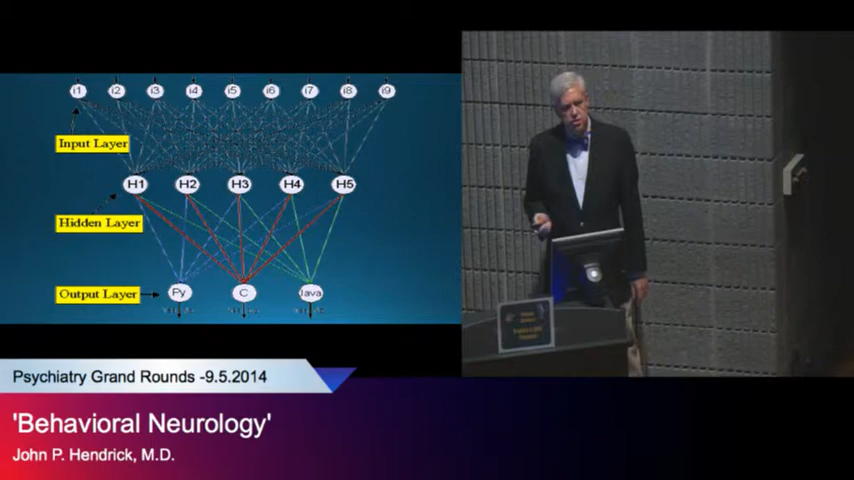 i1 i2 i3 i4 i5 i6 i7 i8 i9
Input Layer
H1 H2 H3 H4 H5
Hidden Layer
Output Layer
Py C Java
Psychiatry Grand Rounds -9.5.2014
'Behavioral Neurology'
John P. Hendrick, M.D.